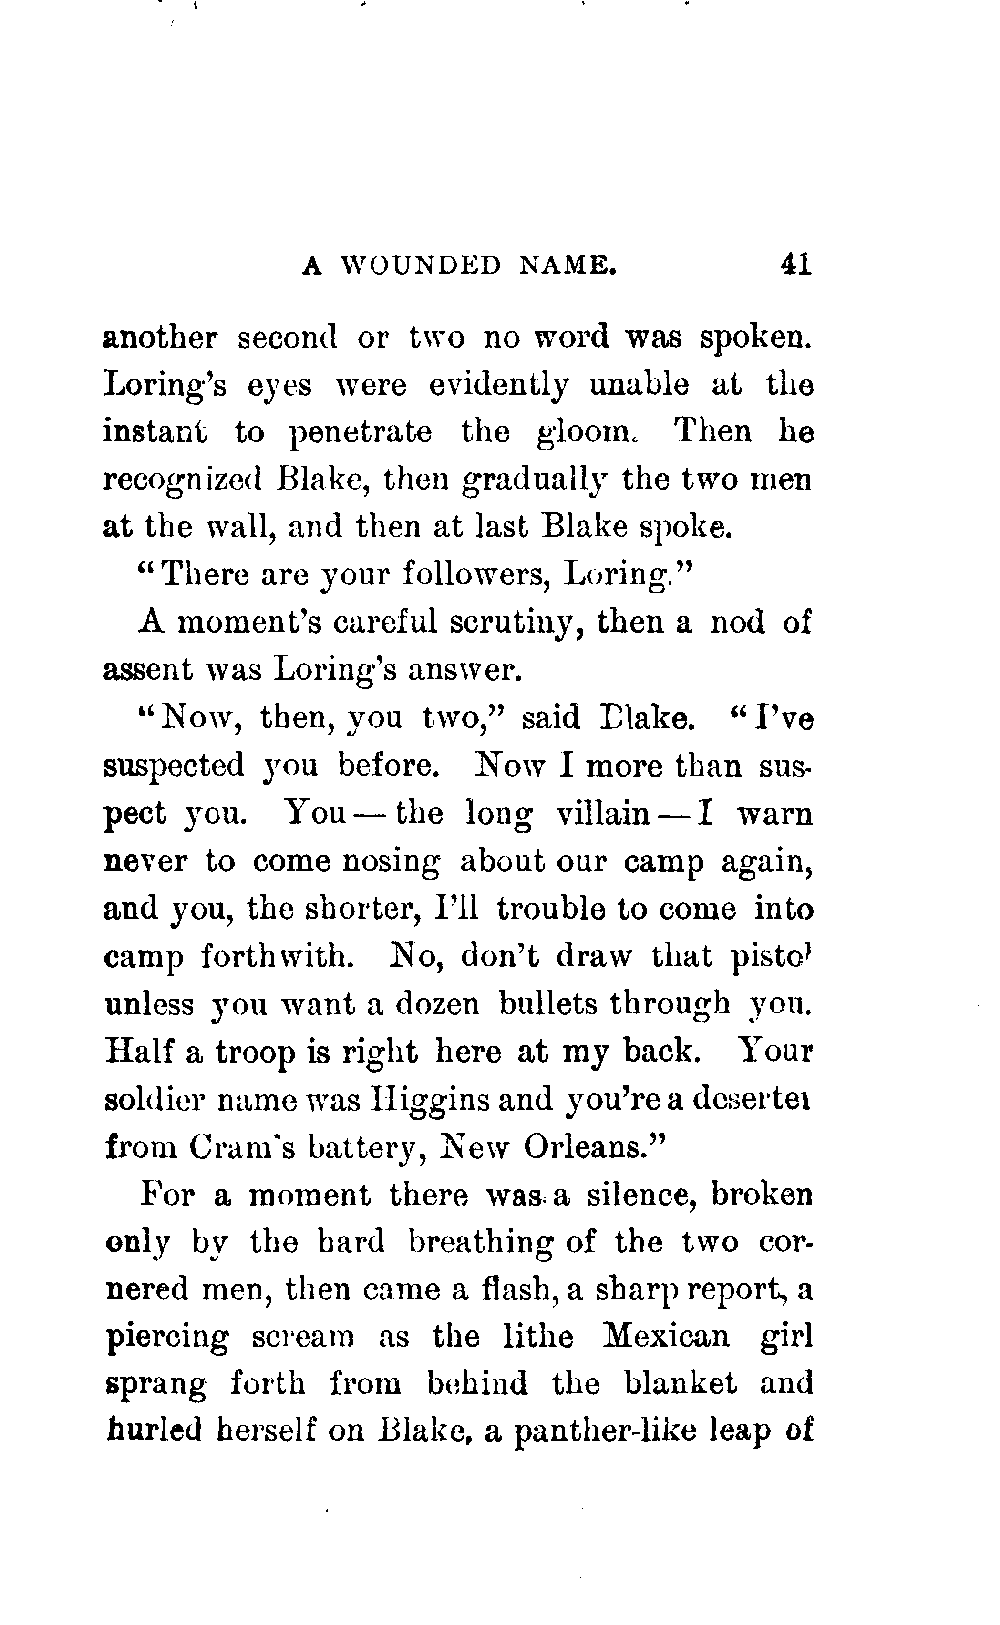 A WOUNDED NAME. 41
another second or two no word was spoken.
Loring's eyes were evidently unable at the
instant to penetrate the gloom. Then he
recognized Blake, then gradually the two men
at the wall, and then at last Blake spoke.
"There are your followers, Loring."
A moment's careful scrutiny, then a nod of
assent was Loring's answer.
"Now, then, you two," said Blake. "I've
suspected you before. Now I more than sus-
pect you. You — the long villain — I warn
never to come nosing about our camp again,
and you, the shorter, I'll trouble to come into
camp forthwith. No, don't draw that pistol
unless you want a dozen bullets through you.
Half a troop is right here at my back. Your
soldier name was Higgins and you're a deserter
from Cram's battery, New Orleans."
For a moment there was a silence, broken
only by the hard breathing of the two cor-
nered men, then came a flash, a sharp report, a
piercing scream as the lithe Mexican girl
sprang forth from behind the blanket and
hurled herself on Blake, a panther-like leap of